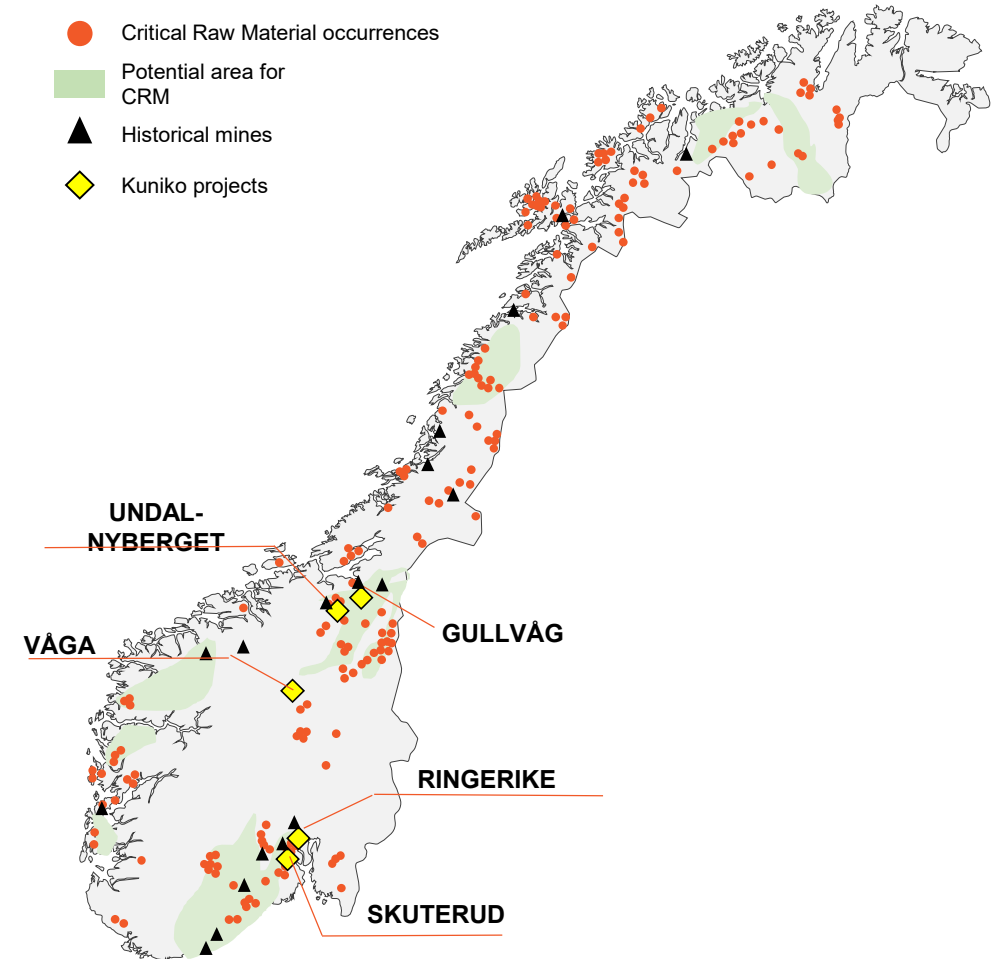 Critical Raw Material occurrences
Potential area for
CRM
Historical mines
Kuniko projects
UNDAL-
NYBERGET
GULLVÅG
VÅGA
RINGERIKE
SKUTERUD